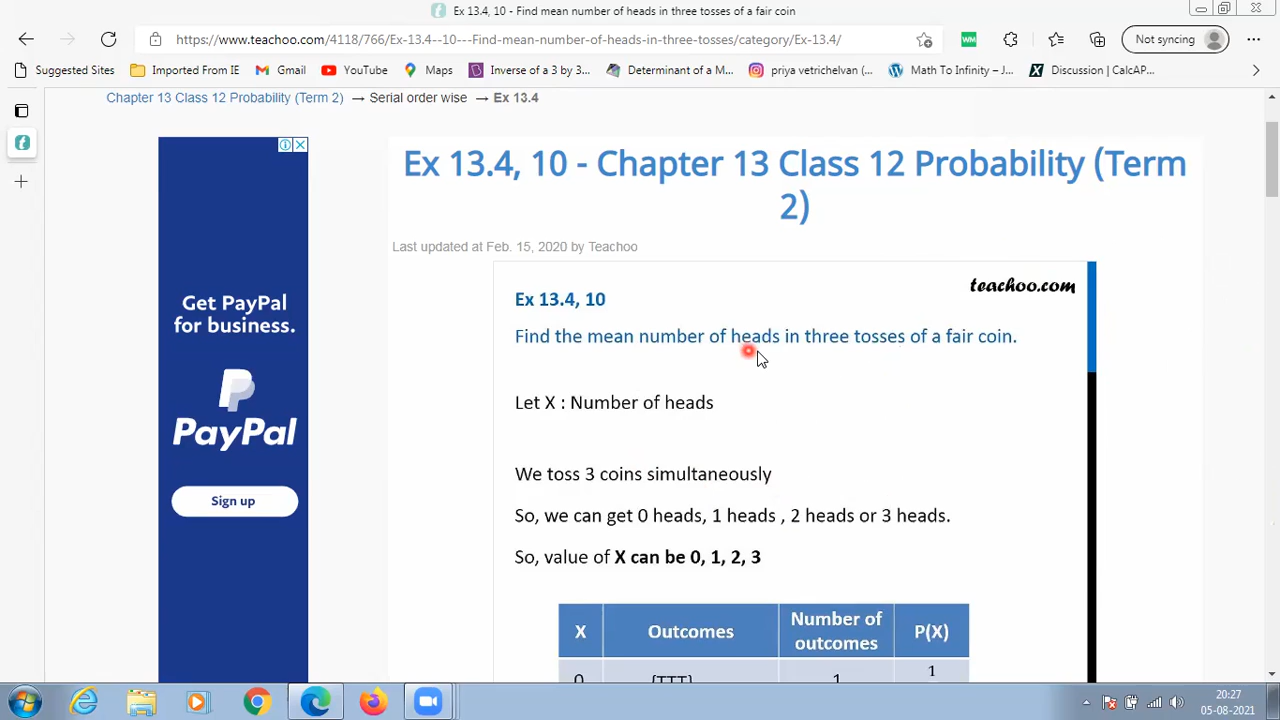 Ex 13.4, 10 - Find mean number of heads in three tosses of a fair coin
https://www.teachoo.com/4118/766/Ex-13.4--10---Find-mean-number-of-heads-in-three-tosses/category/Ex-13.4/
Not syncing
Suggested Sites
Imported From IE
Gmail
YouTube
Maps
Inverse of a 3 by 3...
Determinant of a M...
priya vetrichelvan (...
Math To Infinity – J...
Discussion | CalcAP...
Chapter 13 Class 12 Probability (Term 2) → Serial order wise → Ex 13.4
Ex 13.4, 10 - Chapter 13 Class 12 Probability (Term
2)
Last updated at Feb. 15, 2020 by Teachoo
Get PayPal
for business.
PayPal
Sign up
teachoo.com
Ex 13.4, 10
Find the mean number of heads in three tosses of a fair coin.
Let X : Number of heads
We toss 3 coins simultaneously
So, we can get 0 heads, 1 heads , 2 heads or 3 heads.
So, value of X can be 0, 1, 2, 3
X Outcomes Number of outcomes P(X)
0 {TTT} 1 1
20:27
05-08-2021